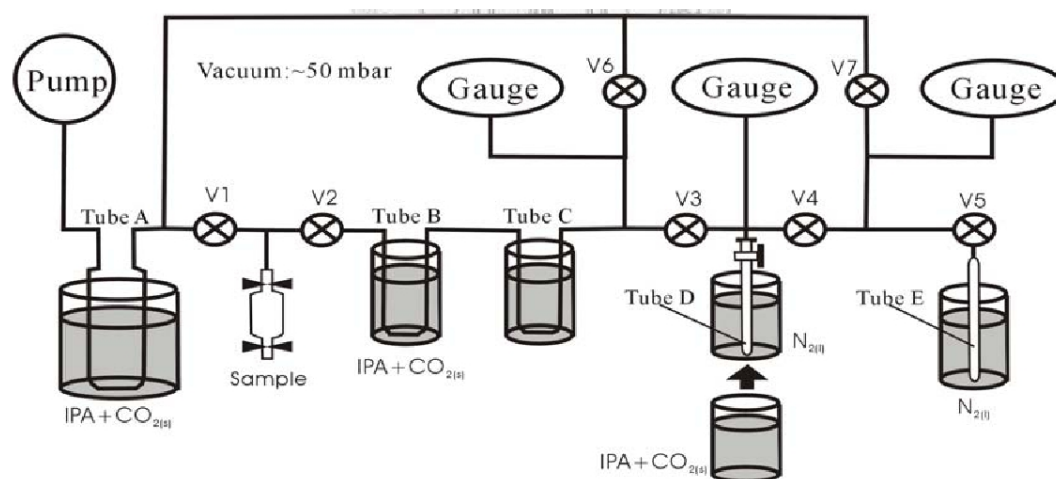 Pump
Vacuum:~50 mbar
V6
V7
Gauge
Gauge
Gauge
Tube A
V1
V2
Tube B
Tube C
V3
V4
V5
Tube D
Tube E
N2(l)
Sample
IPA+CO2(s)
IPA+CO2(s)
N2(l)
IPA+CO2(s)